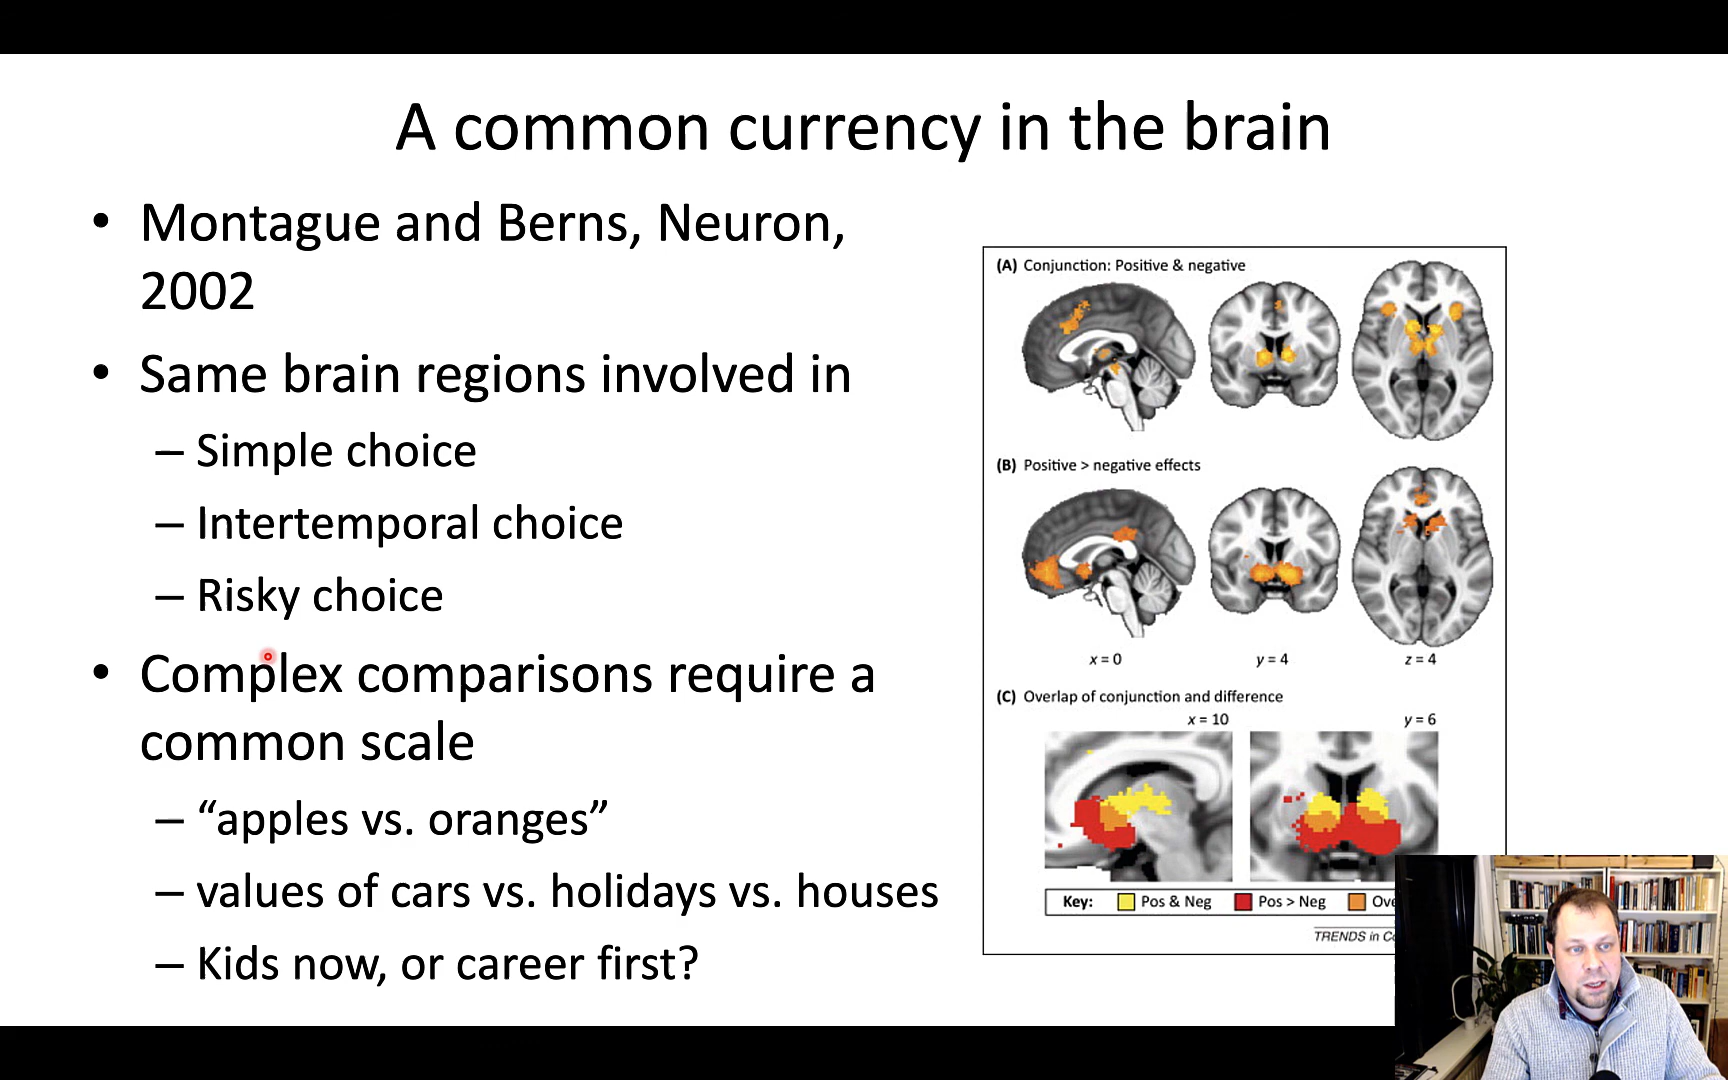 A common currency in the brain
• Montague and Berns, Neuron,
2002
• Same brain regions involved in
– Simple choice
– Intertemporal choice
– Risky choice
• Complex comparisons require a
common scale
– “apples vs. oranges”
– values of cars vs. holidays vs. houses
– Kids now, or career first?
(A) Conjunction: Positive & negative
(B) Positive > negative effects
x = 0 y = 4 z = 4
(C) Overlap of conjunction and difference
x = 10 y = 6
Key: Pos & Neg Pos > Neg
TRENDS in